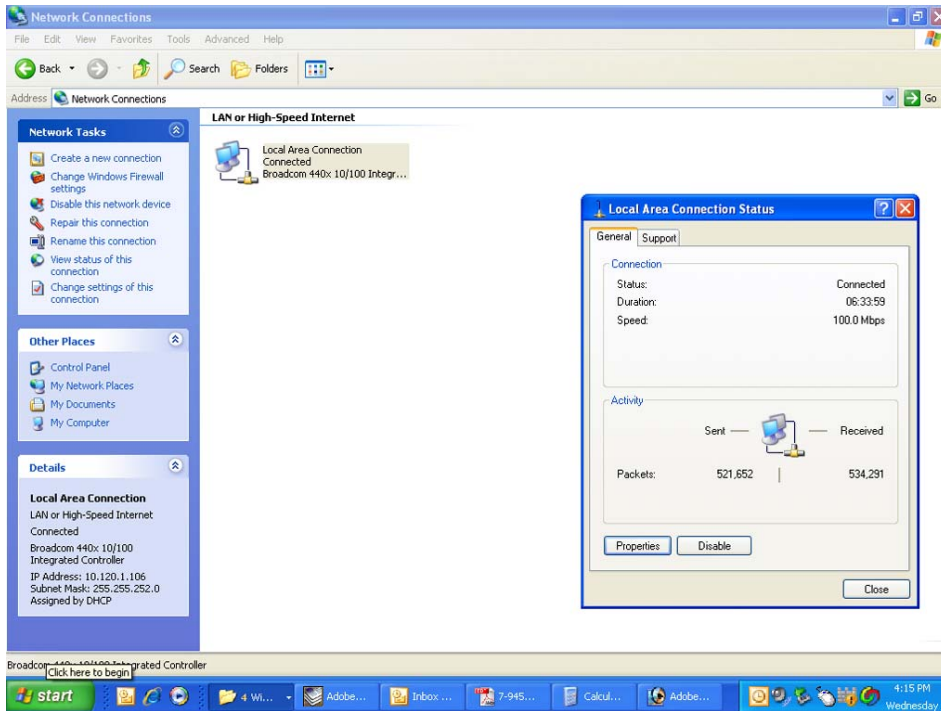 Network Connections
File Edit View Favorites Tools Advanced Help
Back Search Folders
Address Network Connections Go
Network Tasks
Create a new connection
Change Windows Firewall
settings
Disable this network device
Repair this connection
Rename this connection
View status of this
connection
Change settings of this
connection
Other Places
Control Panel
My Network Places
My Documents
My Computer
Details
Local Area Connection
LAN or High-Speed Internet
Connected
Broadcom 440x 10/100
Integrated Controller
IP Address: 10.120.1.106
Subnet Mask: 255.255.252.0
Assigned by DHCP
LAN or High-Speed Internet
Local Area Connection
Connected
Broadcom 440x 10/100 Integr...
Local Area Connection Status
General Support
Connection
Status: Connected
Duration: 06:33:59
Speed: 100.0 Mbps
Activity
Sent — — Received
Packets: 521,652 | 534,291
Properties Disable
Close
Click here to begin
start 4 Wi... Adobe... Inbox ... 7-945... Calcul... Adobe... 4:15 PM
Wednesday